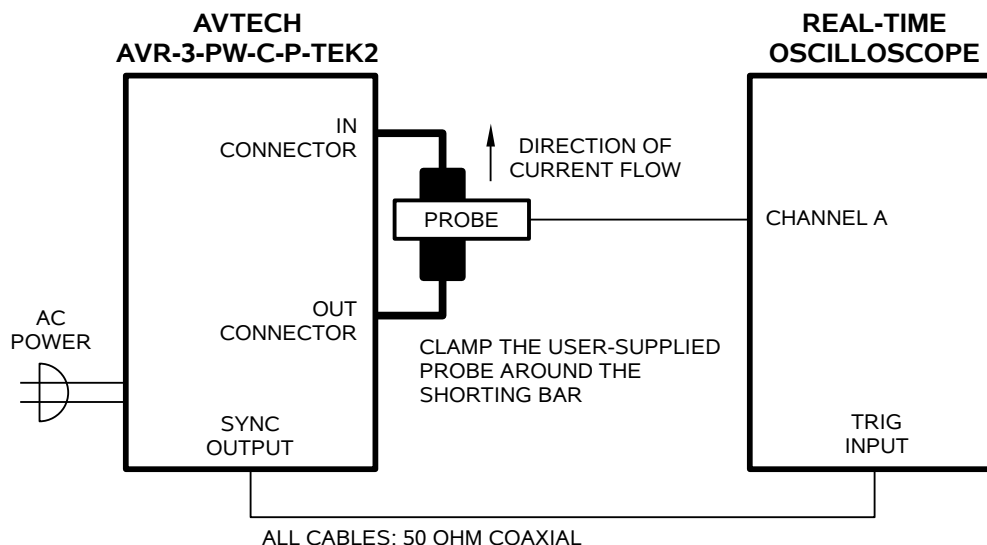 AVTECH
AVR-3-PW-C-P-TEK2
REAL-TIME
OSCILLOSCOPE
IN
CONNECTOR
DIRECTION OF
CURRENT FLOW
PROBE
CHANNEL A
OUT
CONNECTOR
AC
POWER
CLAMP THE USER-SUPPLIED
PROBE AROUND THE
SHORTING BAR
SYNC
OUTPUT
TRIG
INPUT
ALL CABLES: 50 OHM COAXIAL